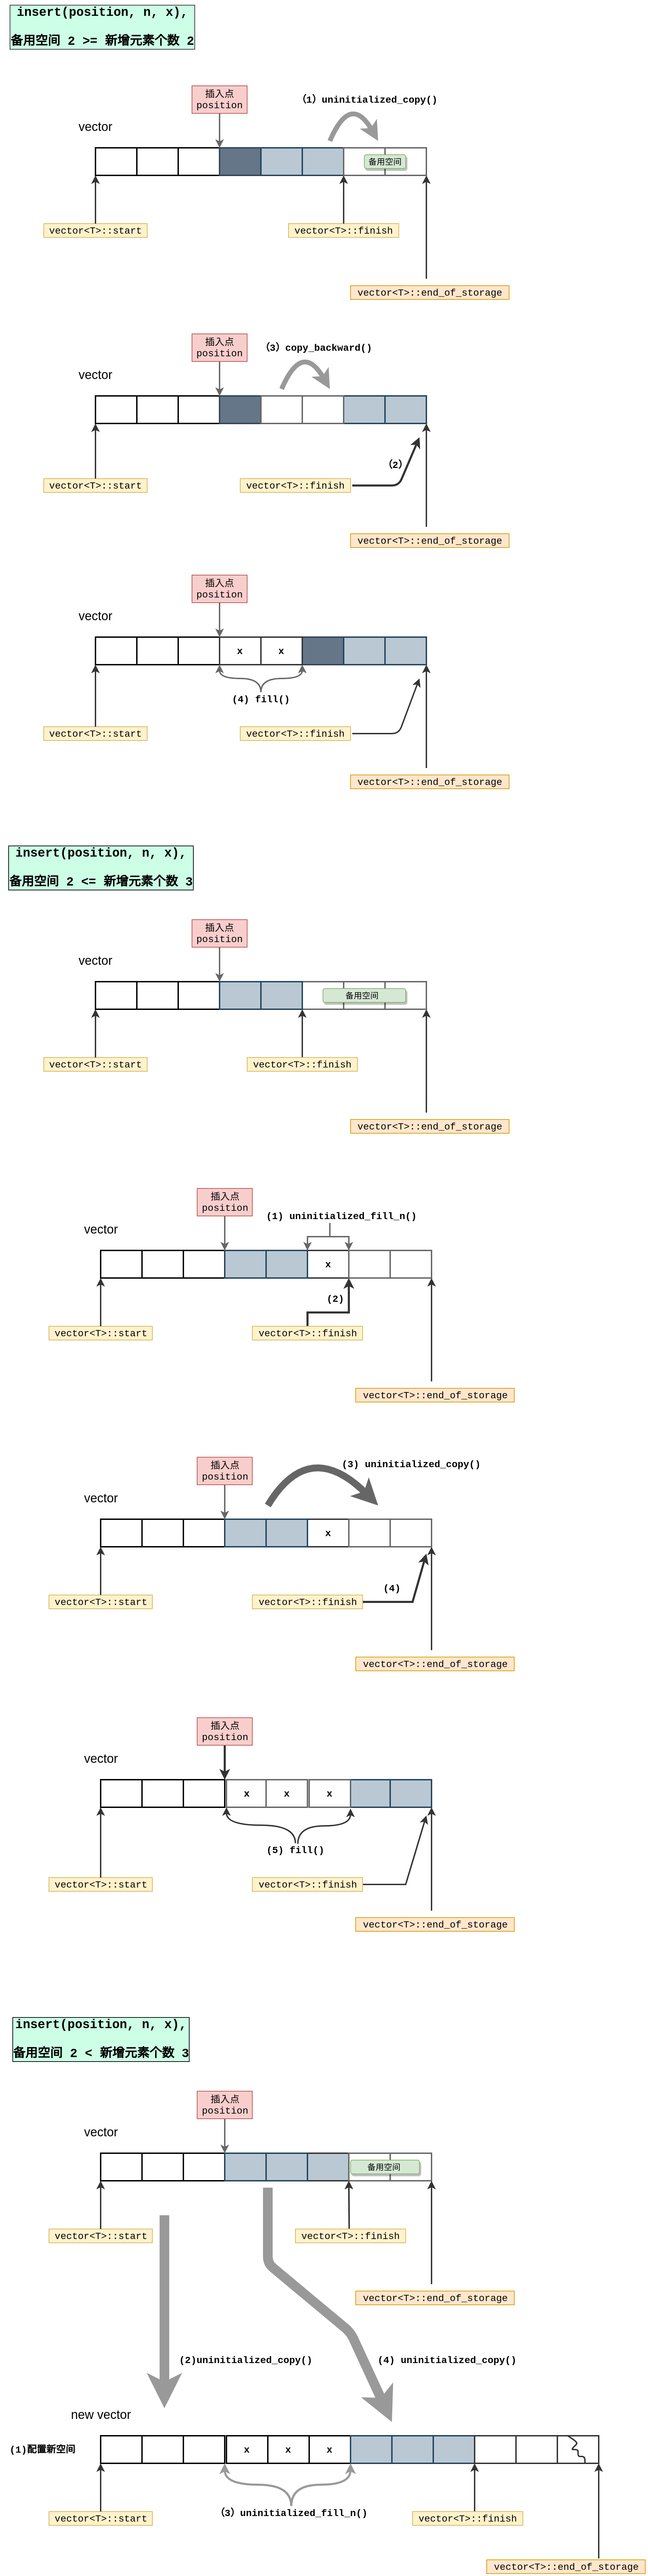 insert(position, n, x),
备用空间 2 >= 新增元素个数 2
插入点
position
(1) uninitialized_copy()
vector
备用空间
vector<T>::start
vector<T>::finish
vector<T>::end_of_storage
插入点
position
(3) copy_backward()
vector
(2)
vector<T>::start
vector<T>::finish
vector<T>::end_of_storage
插入点
position
vector
x x
(4) fill()
vector<T>::start
vector<T>::finish
vector<T>::end_of_storage
insert(position, n, x),
备用空间 2 <= 新增元素个数 3
插入点
position
vector
备用空间
vector<T>::start
vector<T>::finish
vector<T>::end_of_storage
插入点
position
(1) uninitialized_fill_n()
vector
x
(2)
vector<T>::start
vector<T>::finish
vector<T>::end_of_storage
插入点
position
(3) uninitialized_copy()
vector
x
(4)
vector<T>::start
vector<T>::finish
vector<T>::end_of_storage
插入点
position
vector
x x x
(5) fill()
vector<T>::start
vector<T>::finish
vector<T>::end_of_storage
insert(position, n, x),
备用空间 2 < 新增元素个数 3
插入点
position
vector
备用空间
vector<T>::start
vector<T>::finish
vector<T>::end_of_storage
(2)uninitialized_copy()
(4) uninitialized_copy()
new vector
(1)配置新空间
x x x
(3) uninitialized_fill_n()
vector<T>::start
vector<T>::finish
vector<T>::end_of_storage